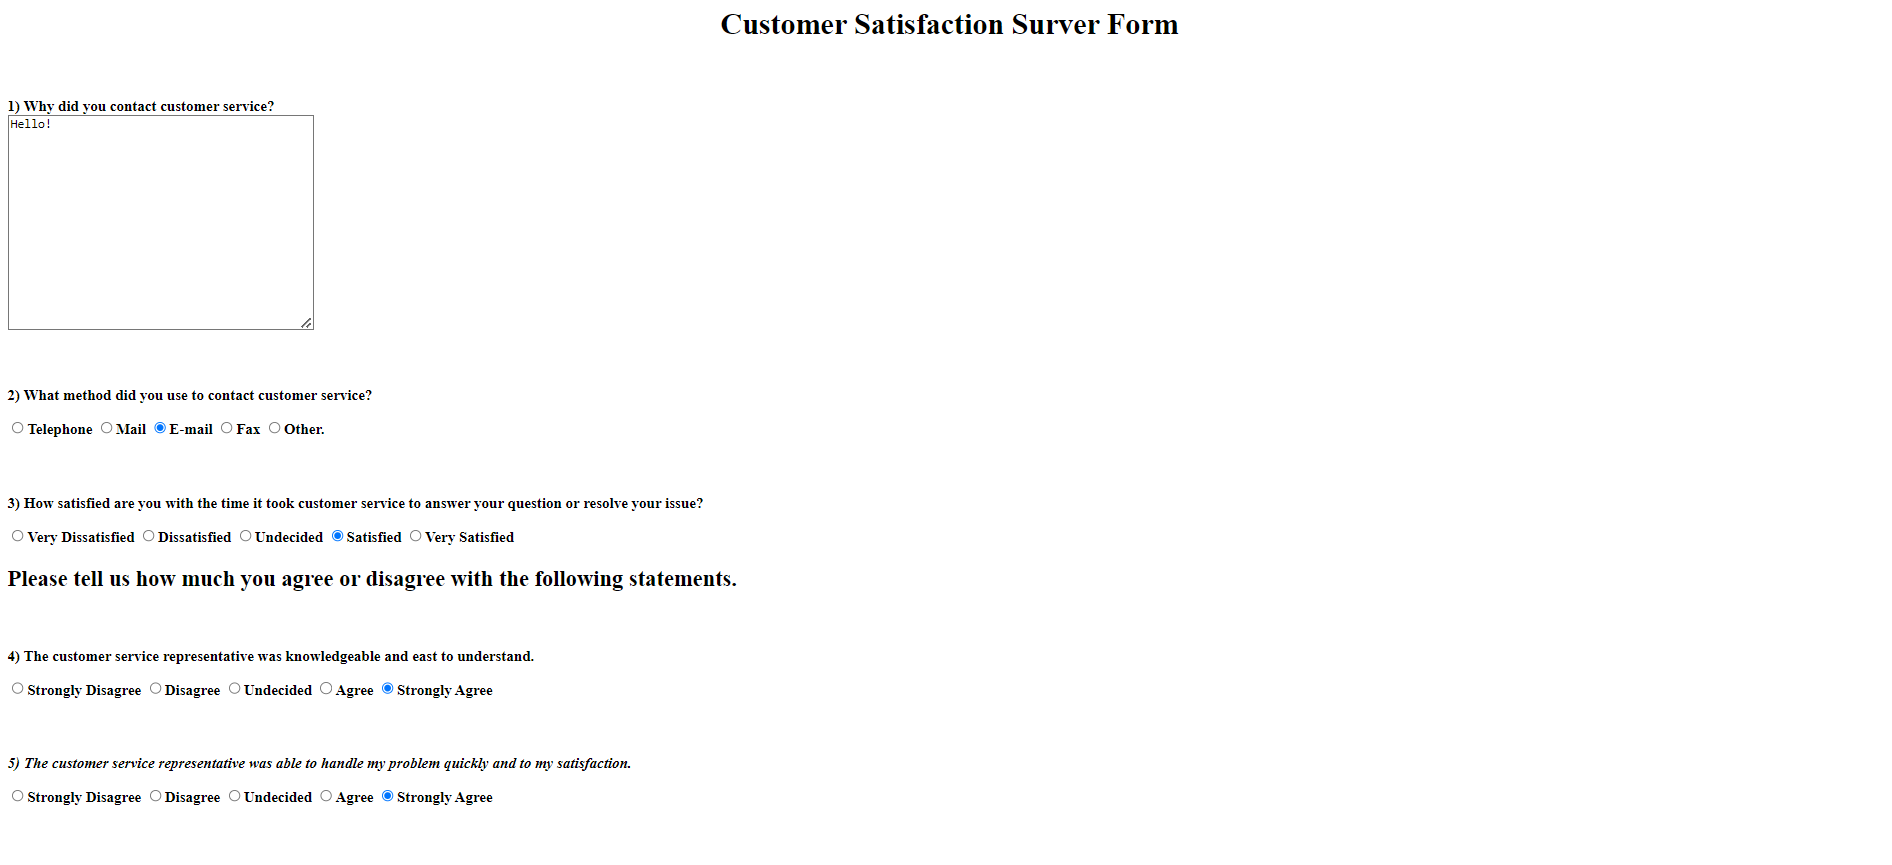 Customer Satisfaction Surver Form
1) Why did you contact customer service?
Hello!
2) What method did you use to contact customer service?
Telephone Mail E-mail Fax Other.
3) How satisfied are you with the time it took customer service to answer your question or resolve your issue?
Very Dissatisfied Dissatisfied Undecided Satisfied Very Satisfied
Please tell us how much you agree or disagree with the following statements.
4) The customer service representative was knowledgeable and east to understand.
Strongly Disagree Disagree Undecided Agree Strongly Agree
5) The customer service representative was able to handle my problem quickly and to my satisfaction.
Strongly Disagree Disagree Undecided Agree Strongly Agree